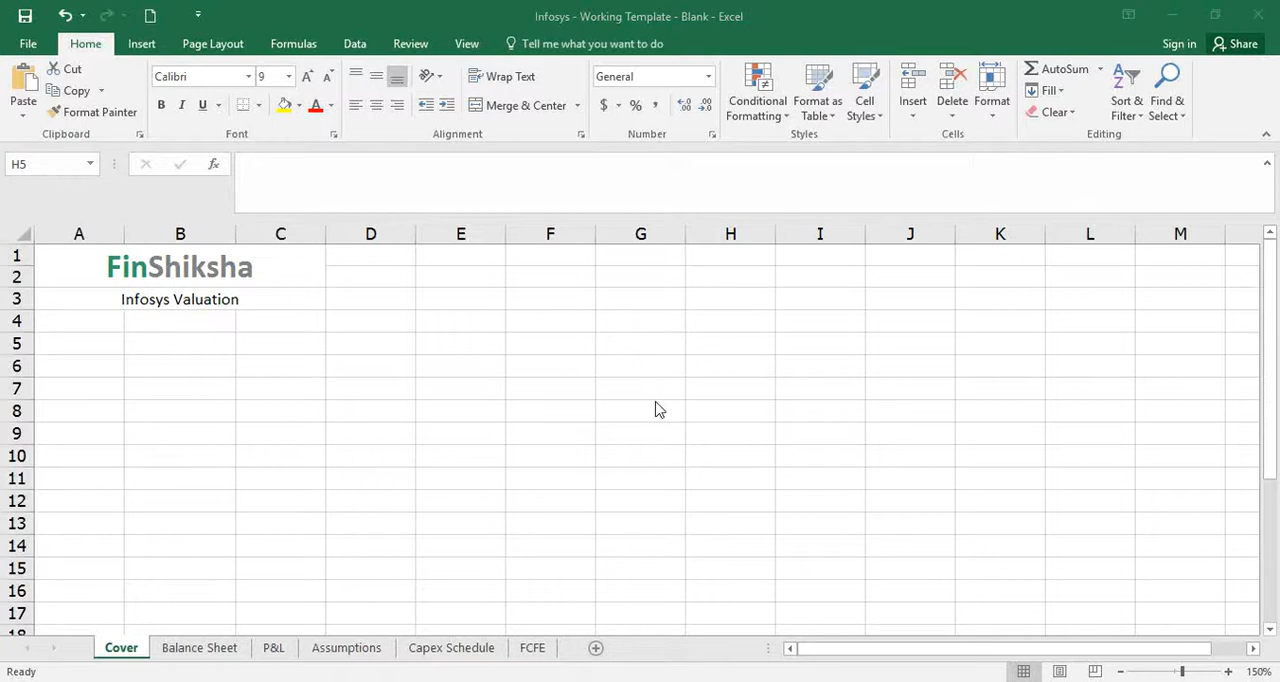 Infosys - Working Template - Blank - Excel
File Home Insert Page Layout Formulas Data Review View Tell me what you want to do Sign in Share
Cut
Copy
Format Painter
Paste
Clipboard
Calibri 9
B I U A
Font
Wrap Text
Merge & Center
Alignment
General
$ % ,
Number
Conditional Formatting
Format as Table
Cell Styles
Styles
Insert Delete Format
Cells
AutoSum
Fill
Clear
Sort & Filter
Find & Select
Editing
H5 fx
A B C D E F G H I J K L M
1
2
3
4
5
6
7
8
9
10
11
12
13
14
15
16
17
18
FinShiksha
Infosys Valuation
Cover Balance Sheet P&L Assumptions Capex Schedule FCFE
Ready 150%